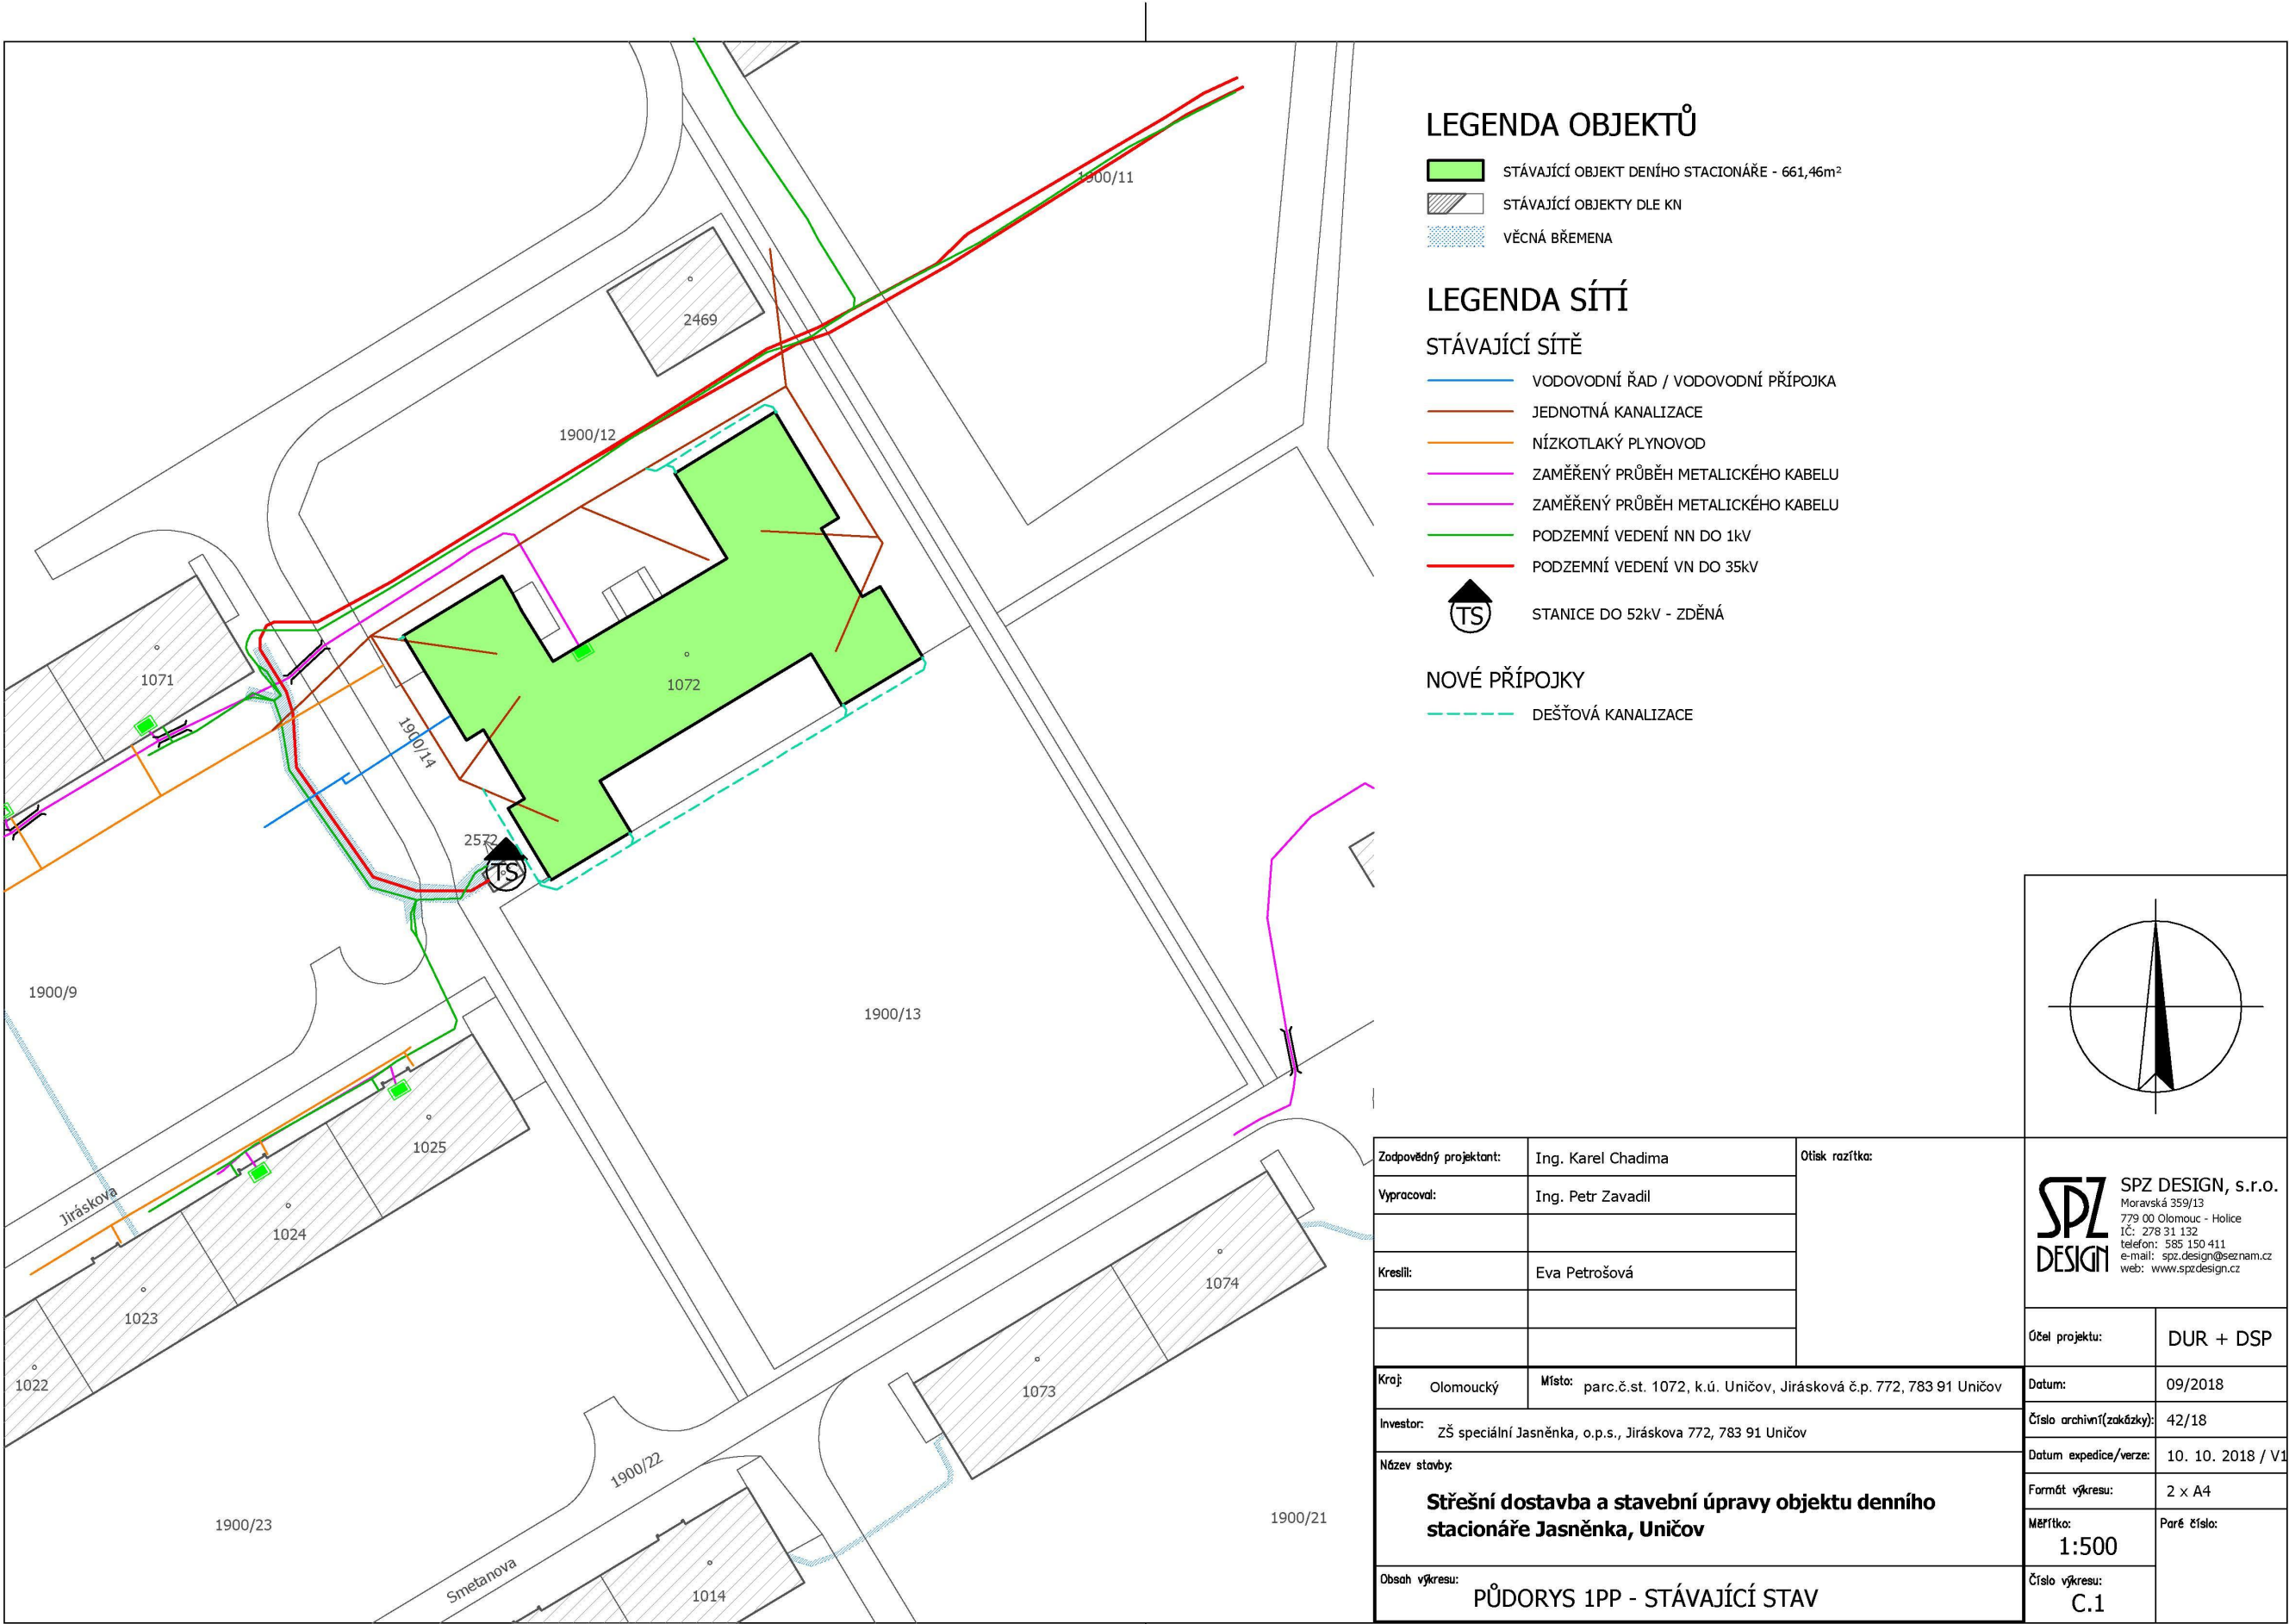 1900/11
2469
1900/12
1071
1072
1900/14
2572
TS
1900/9
1900/13
1025
Jiráskova
1024
1023
1022
1074
1073
1900/22
1900/23
1900/21
Smetanova
1014
LEGENDA OBJEKTŮ
STÁVAJÍCÍ OBJEKT DENÍHO STACIONÁŘE - 661,46m²
STÁVAJÍCÍ OBJEKTY DLE KN
VĚCNÁ BŘEMENA
LEGENDA SÍTÍ
STÁVAJÍCÍ SÍTĚ
VODOVODNÍ ŘAD / VODOVODNÍ PŘÍPOJKA
JEDNOTNÁ KANALIZACE
NÍZKOTLAKÝ PLYNOVOD
ZAMĚŘENÝ PRŮBĚH METALICKÉHO KABELU
ZAMĚŘENÝ PRŮBĚH METALICKÉHO KABELU
PODZEMNÍ VEDENÍ NN DO 1kV
PODZEMNÍ VEDENÍ VN DO 35kV
TS STANICE DO 52kV - ZDĚNÁ
NOVÉ PŘÍPOJKY
DEŠŤOVÁ KANALIZACE
Zodpovědný projektant: Ing. Karel Chadima
Otisk razítka:
Vypracoval: Ing. Petr Zavadil
Kreslil: Eva Petrošová
SPZ DESIGN
SPZ DESIGN, s.r.o.
Moravská 359/13
779 00 Olomouc - Holice
IČ: 278 31 132
telefon: 585 150 411
e-mail: spz.design@seznam.cz
web: www.spzdesign.cz
Účel projektu: DUR + DSP
Kraj: Olomoucký
Místo: parc.č.st. 1072, k.ú. Uničov, Jirásková č.p. 772, 783 91 Uničov
Datum: 09/2018
Investor: ZŠ speciální Jasněnka, o.p.s., Jiráskova 772, 783 91 Uničov
Číslo archivní(zakázky): 42/18
Název stavby:
Střešní dostavba a stavební úpravy objektu denního
stacionáře Jasněnka, Uničov
Datum expedice/verze: 10. 10. 2018 / V1
Formát výkresu: 2 x A4
Měřítko:
1:500
Paré číslo:
Obsah výkresu: PŮDORYS 1PP - STÁVAJÍCÍ STAV
Číslo výkresu:
C.1